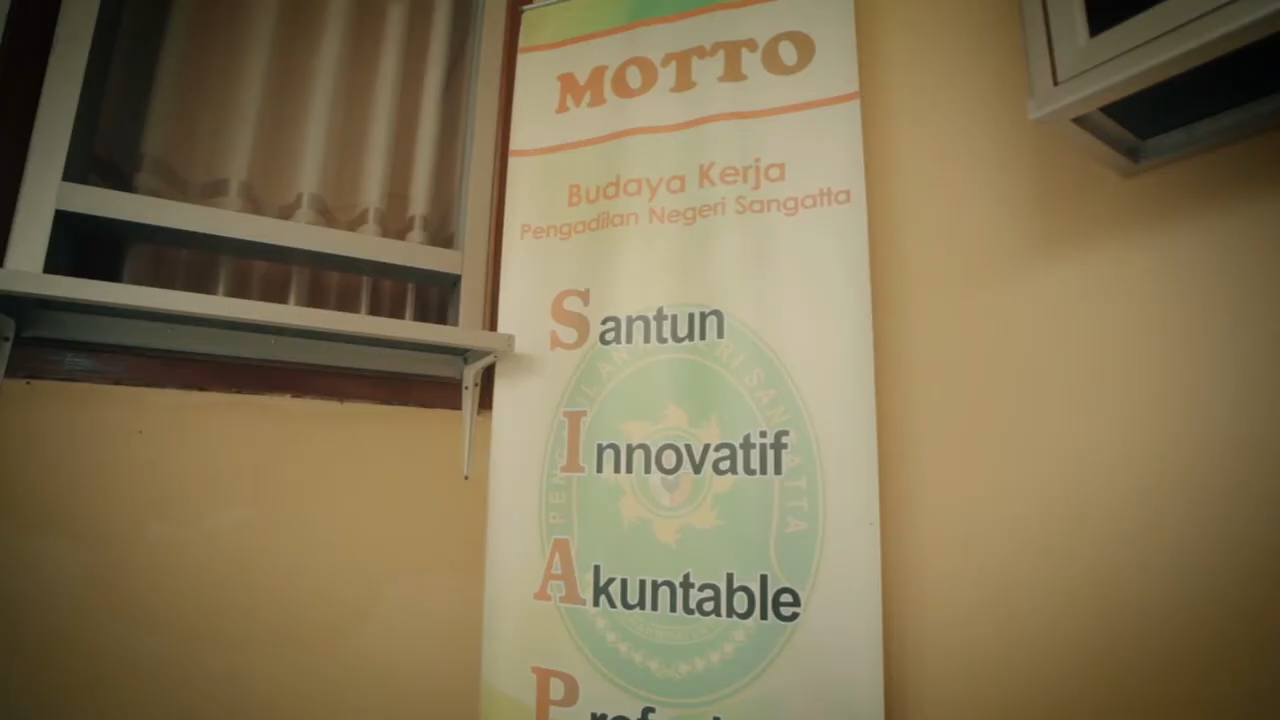 MOTTO
Budaya Kerja
Pengadilan Negeri Sangatta
Santun
Innovatif
Akuntable